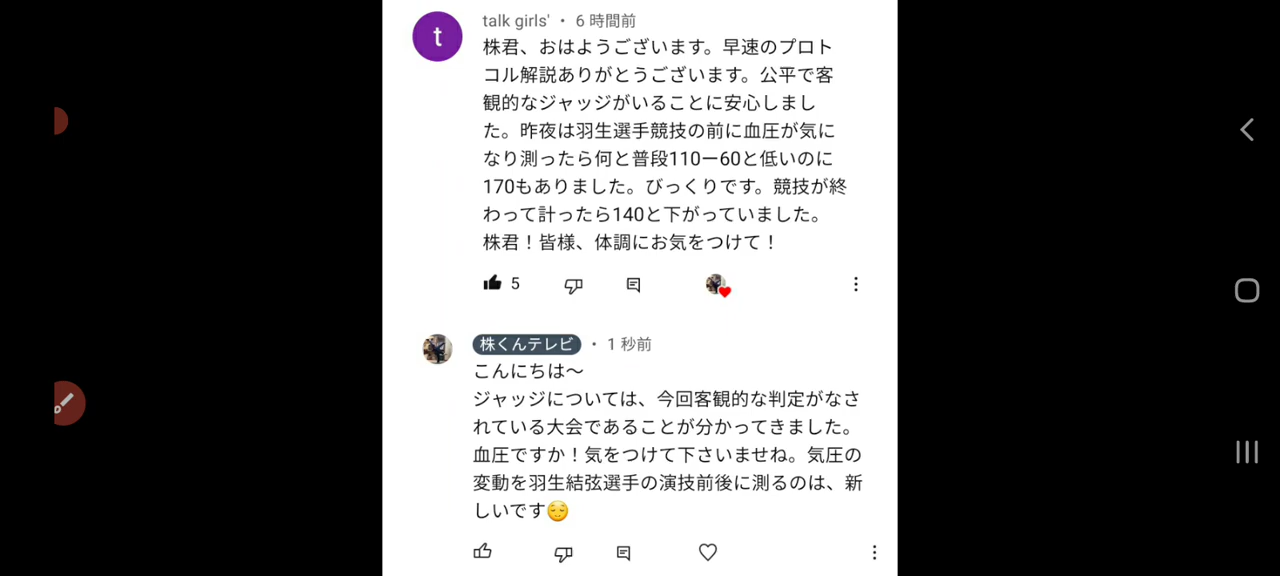 talk girls' • 6 時間前
t
株君、おはようございます。早速のプロト
コル解説ありがとうございます。公平で客
観的なジャッジがいることに安心しまし
た。昨夜は羽生選手競技の前に血圧が気に
なり測ったら何と普段110ー60と低いのに
170もありました。びっくりです。競技が終
わって計ったら140と下がっていました。
株君！皆様、体調にお気をつけて！
5
株くんテレビ • 1 秒前
こんにちは〜
ジャッジについては、今回客観的な判定がなさ
れている大会であることが分かってきました。
血圧ですか！気をつけて下さいませね。気圧の
変動を羽生結弦選手の演技前後に測るのは、新
しいです😌